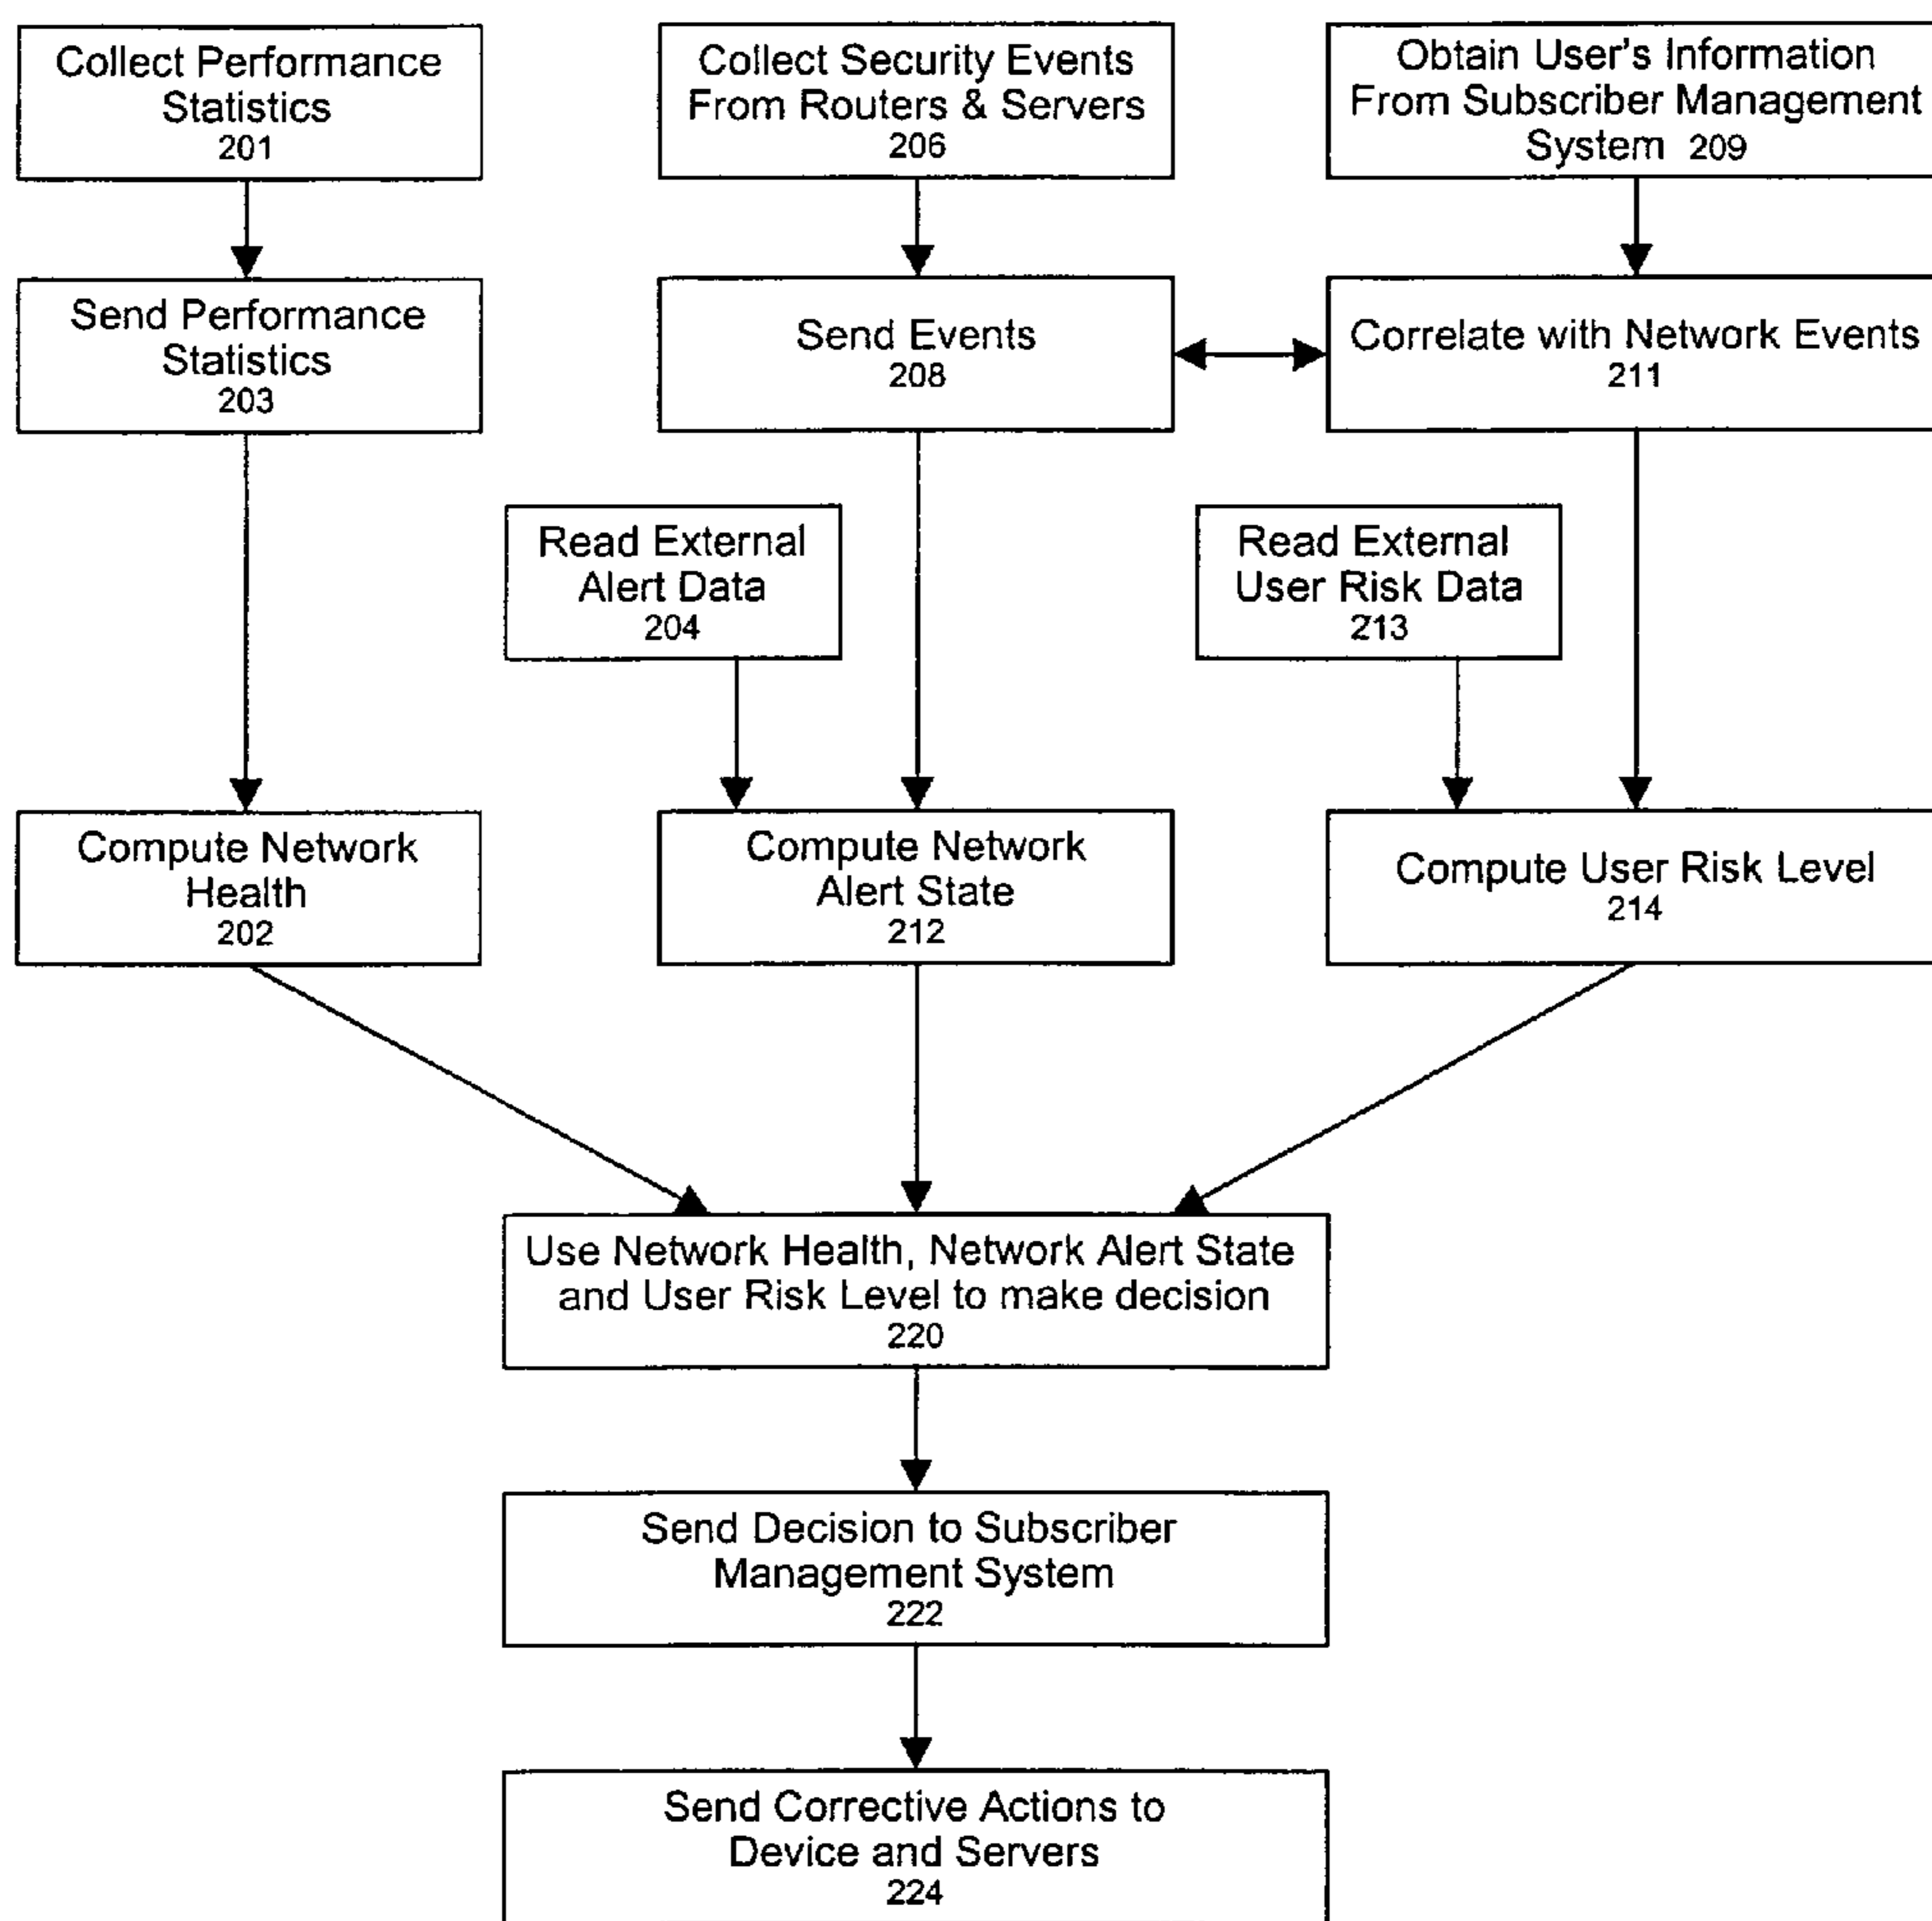 Collect Performance
Statistics
201
Collect Security Events
From Routers & Servers
206
Obtain User's Information
From Subscriber Management
System 209
Send Performance
Statistics
203
Send Events
208
Correlate with Network Events
211
Read External
Alert Data
204
Read External
User Risk Data
213
Compute Network
Health
202
Compute Network
Alert State
212
Compute User Risk Level
214
Use Network Health, Network Alert State
and User Risk Level to make decision
220
Send Decision to Subscriber
Management System
222
Send Corrective Actions to
Device and Servers
224